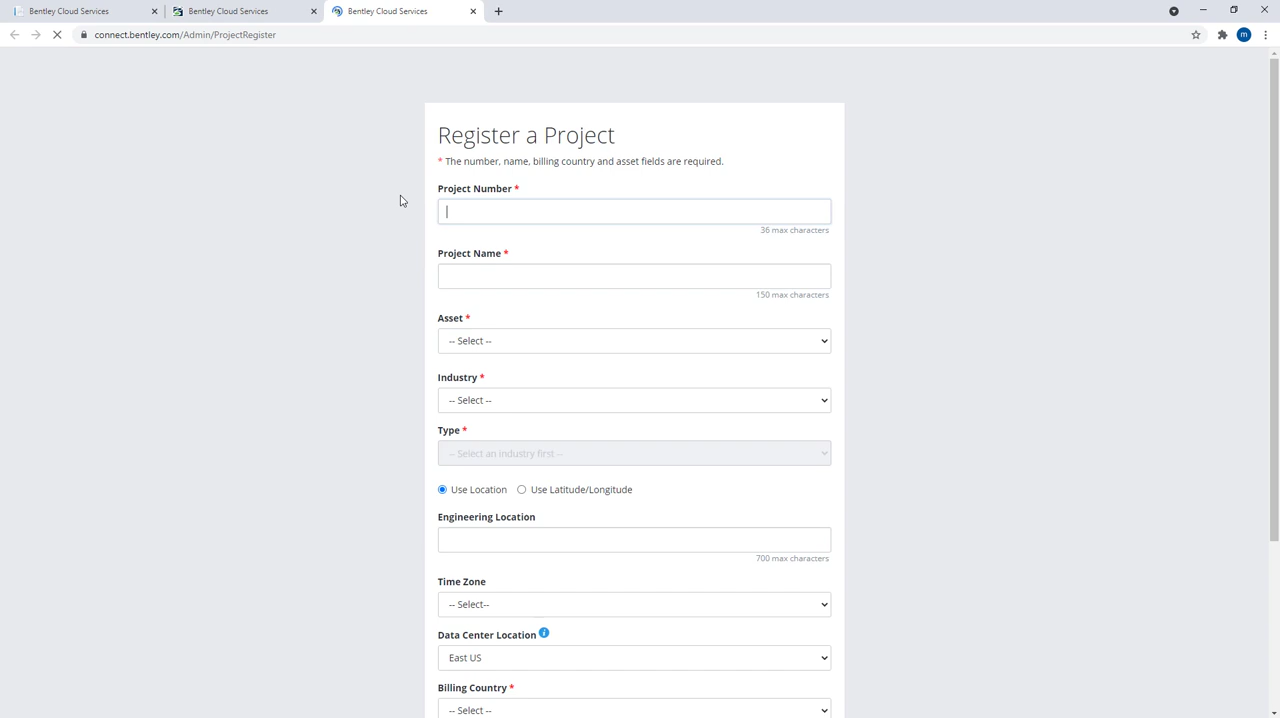 Bentley Cloud Services
Bentley Cloud Services
Bentley Cloud Services
connect.bentley.com/Admin/ProjectRegister
m
Register a Project
* The number, name, billing country and asset fields are required.
Project Number *
36 max characters
Project Name *
150 max characters
Asset *
-- Select --
Industry *
-- Select --
Type *
-- Select an industry first --
Use Location Use Latitude/Longitude
Engineering Location
700 max characters
Time Zone
-- Select--
Data Center Location i
East US
Billing Country *
-- Select --